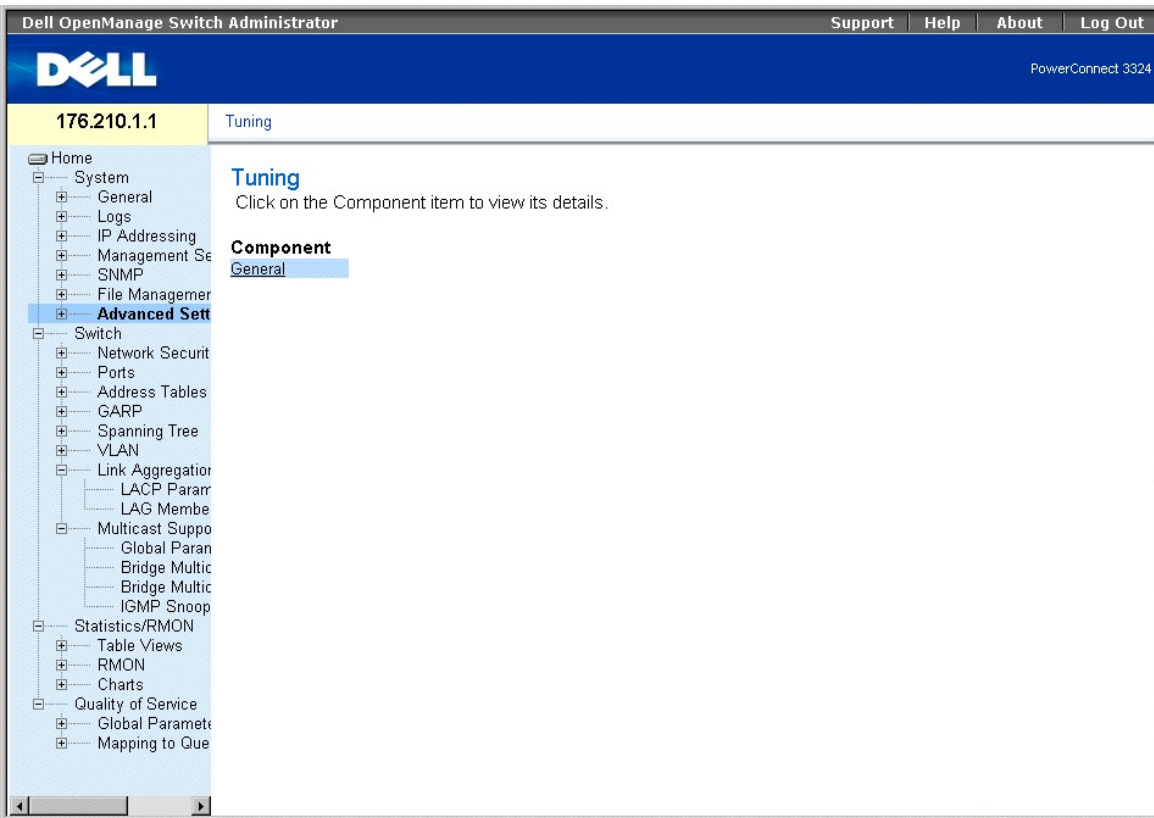 Dell OpenManage Switch Administrator
Support Help About Log Out
DELL
PowerConnect 3324
176.210.1.1
Tuning
Home
System
General
Logs
IP Addressing
Management Se
SNMP
File Managemer
Advanced Sett
Switch
Network Securit
Ports
Address Tables
GARP
Spanning Tree
VLAN
Link Aggregation
LACP Param
LAG Membe
Multicast Suppo
Global Param
Bridge Multic
Bridge Multic
IGMP Snoop
Statistics/RMON
Table Views
RMON
Charts
Quality of Service
Global Paramete
Mapping to Que
Tuning
Click on the Component item to view its details.
Component
General